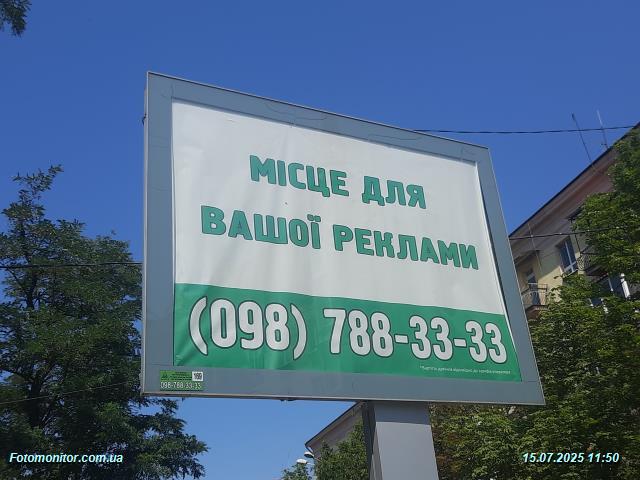 МІСЦЕ ДЛЯ
ВАШОЇ РЕКЛАМИ
(098) 788-33-33
098-788-33-33
Fotomonitor.com.ua
15.07.2025 11:50